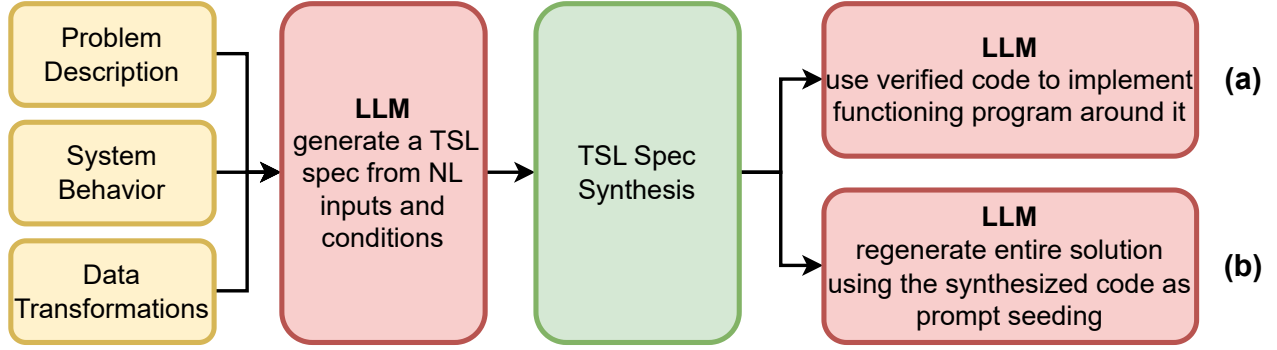 Problem
Description
System
Behavior
Data
Transformations
LLM
generate a TSL
spec from NL
inputs and
conditions
TSL Spec
Synthesis
LLM
use verified code to implement
functioning program around it
(a)
LLM
regenerate entire solution
using the synthesized code as
prompt seeding
(b)